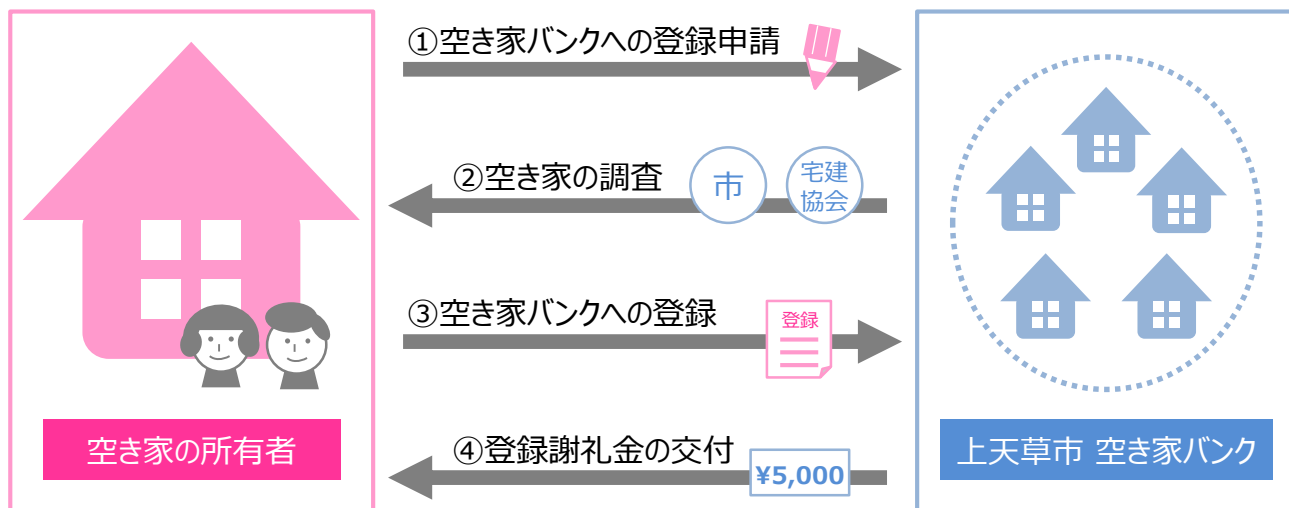 ①空き家バンクへの登録申請
②空き家の調査
市
宅建
協会
③空き家バンクへの登録
登録
④登録謝礼金の交付
¥5,000
空き家の所有者
上天草市 空き家バンク